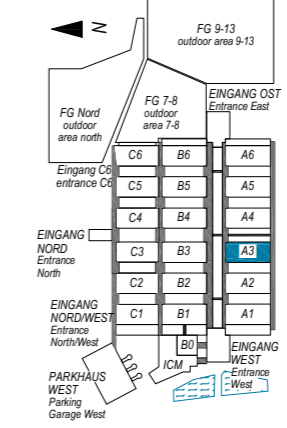 N
FG 9-13
outdoor area 9-13
FG Nord
outdoor
area north
FG 7-8
outdoor
area 7-8
EINGANG OST
Entrance East
Eingang C6
entrance C6
C6
B6
A6
C5
B5
A5
C4
B4
A4
EINGANG
NORD
Entrance
North
C3
B3
A3
C2
B2
A2
EINGANG
NORD/WEST
Entrance
North/West
C1
B1
A1
B0
EINGANG
WEST
Entrance
West
ICM
PARKHAUS
WEST
Parking
Garage West